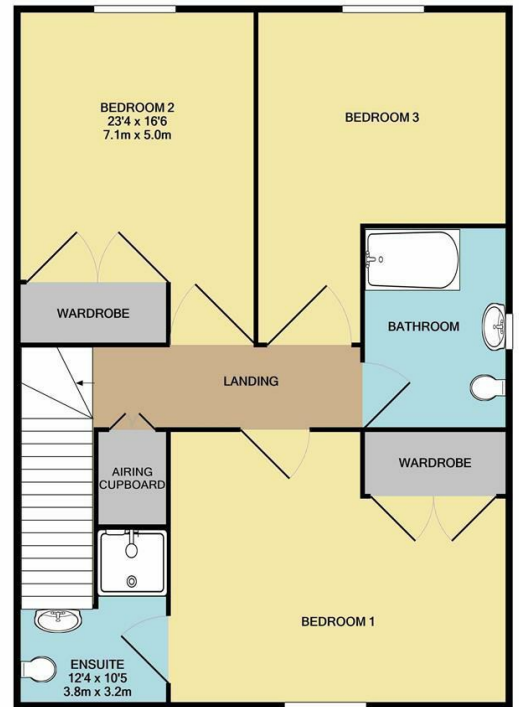 BEDROOM 2
23'4 x 16'6
7.1m x 5.0m
BEDROOM 3
WARDROBE
BATHROOM
LANDING
WARDROBE
AIRING
CUPBOARD
BEDROOM 1
ENSUITE
12'4 x 10'5
3.8m x 3.2m